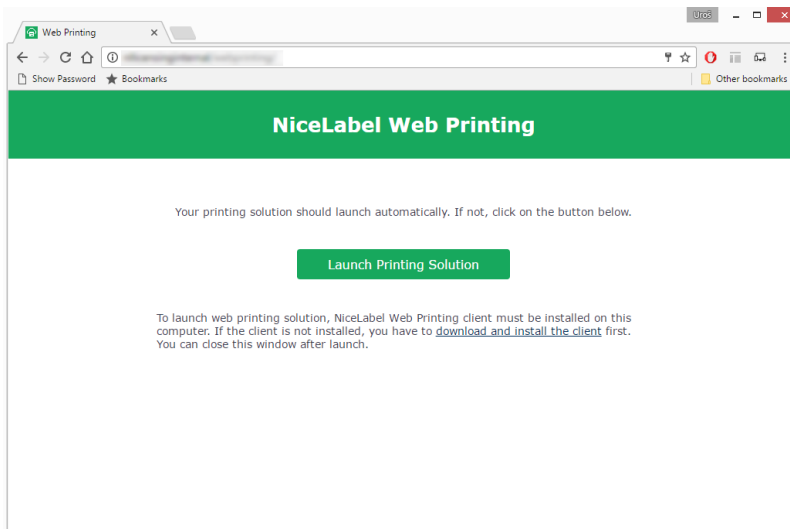 Uroš
Web Printing
Show Password
Bookmarks
Other bookmarks
NiceLabel Web Printing
Your printing solution should launch automatically. If not, click on the button below.
Launch Printing Solution
To launch web printing solution, NiceLabel Web Printing client must be installed on this
computer. If the client is not installed, you have to download and install the client first.
You can close this window after launch.